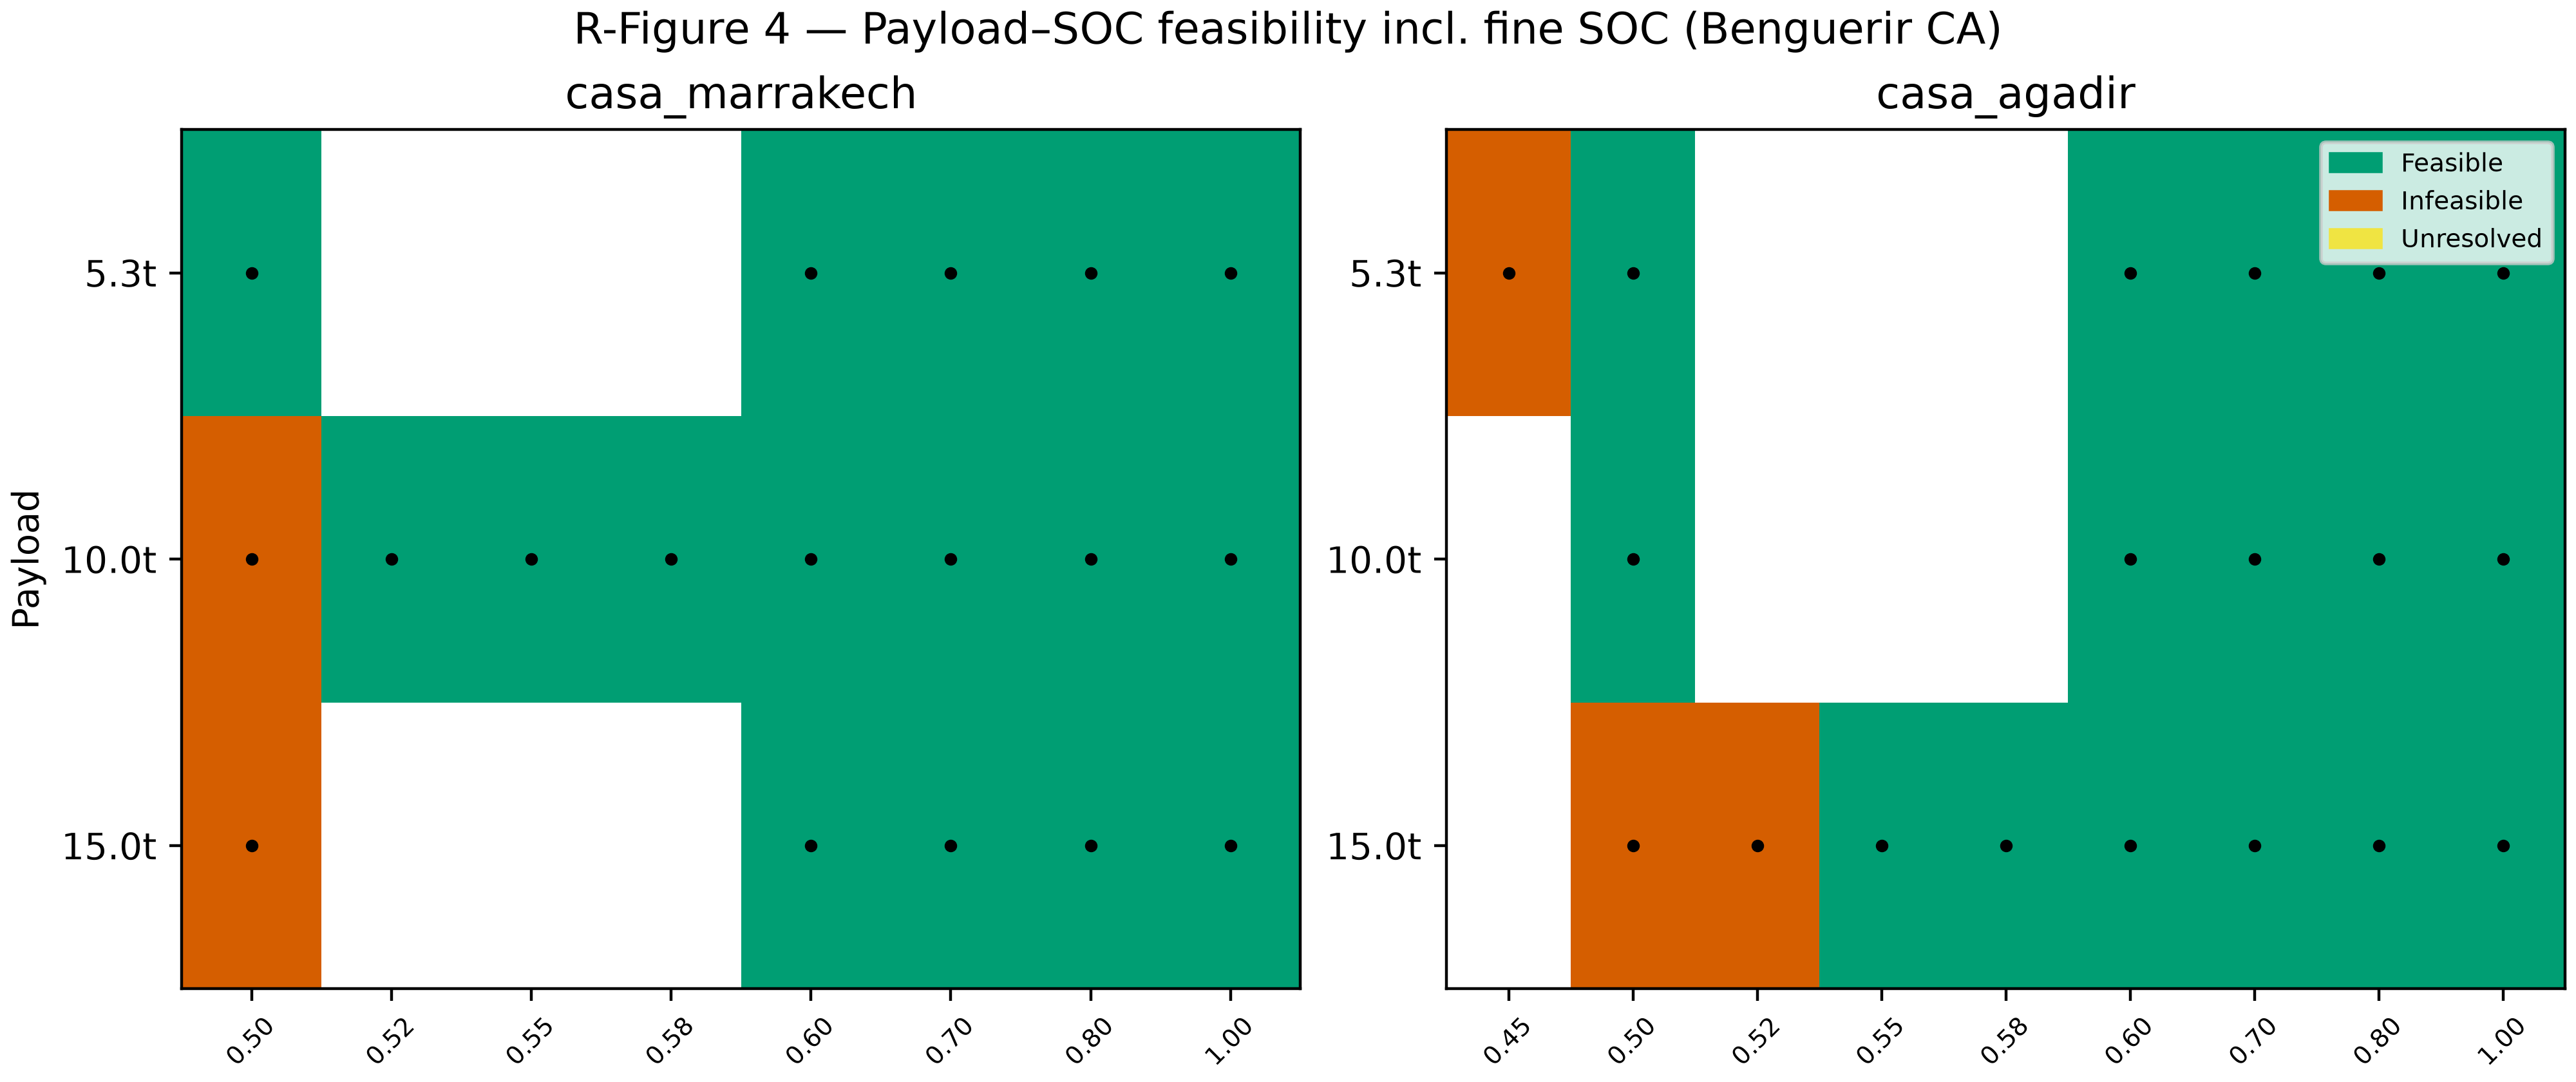 R-Figure 4 — Payload–SOC feasibility incl. fine SOC (Benguerir CA)
casa_marrakech
casa_agadir
Payload
5.3t
10.0t
15.0t
0.50 0.52 0.55 0.58 0.60 0.70 0.80 1.00
5.3t
10.0t
15.0t
Feasible
Infeasible
Unresolved
0.45 0.50 0.52 0.55 0.58 0.60 0.70 0.80 1.00